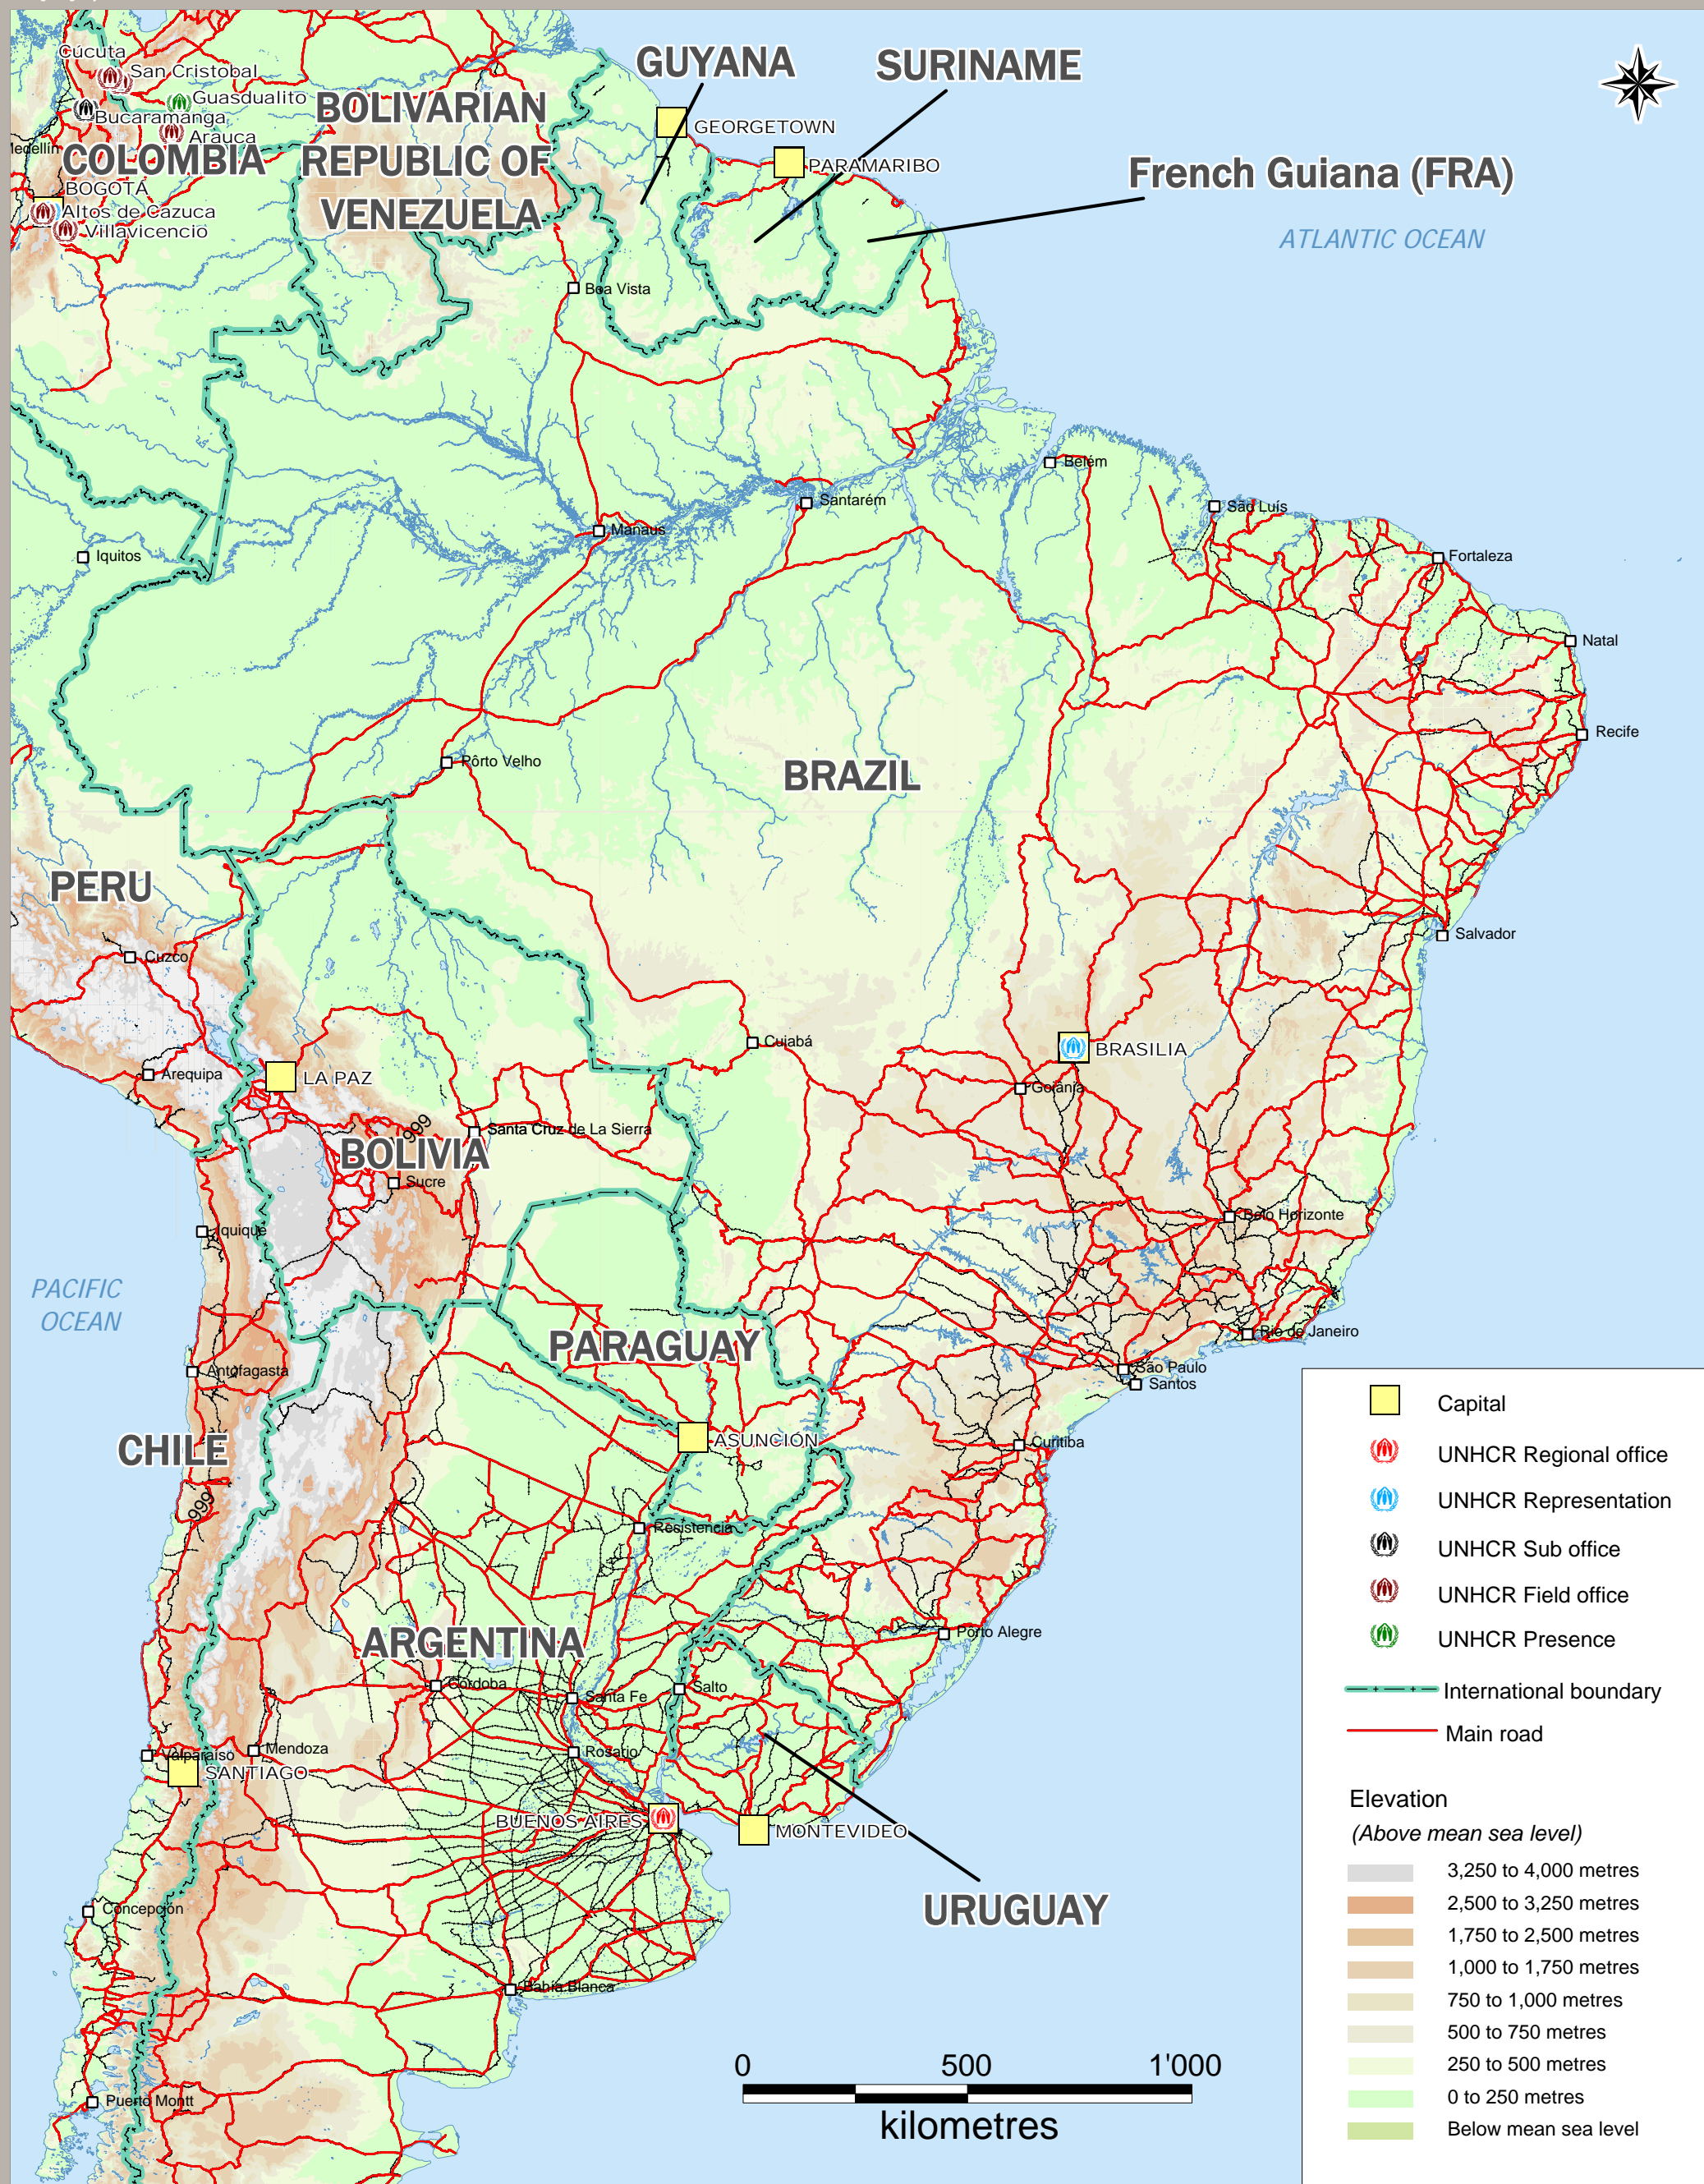 Cúcuta
San Cristobal
Guasdualito
Bucaramanga
Arauca
Medellín
COLOMBIA
BOGOTÁ
Altos de Cazuca
Villavicencio
BOLIVARIAN
REPUBLIC OF
VENEZUELA
GUYANA
SURINAME
GEORGETOWN
PARAMARIBO
French Guiana (FRA)
ATLANTIC OCEAN
Boa Vista
Belém
Santarém
São Luís
Manaus
Iquitos
Fortaleza
Natal
Recife
Pôrto Velho
BRAZIL
PERU
Salvador
Cuzco
Cuiabá
BRASILIA
Arequipa
LA PAZ
Goiânia
999
Santa Cruz de La Sierra
BOLIVIA
Sucre
Iquique
Belo Horizonte
PACIFIC
OCEAN
PARAGUAY
Rio de Janeiro
Antofagasta
São Paulo
Santos
CHILE
ASUNCIÓN
Curitiba
999
Resistencia
ARGENTINA
Porto Alegre
Córdoba
Santa Fe
Salto
Valparaíso
Mendoza
Rosario
SANTIAGO
BUENOS AIRES
MONTEVIDEO
URUGUAY
Concepción
Bahía Blanca
Puerto Montt
0 500 1'000
kilometres
Capital
UNHCR Regional office
UNHCR Representation
UNHCR Sub office
UNHCR Field office
UNHCR Presence
International boundary
Main road
Elevation
(Above mean sea level)
3,250 to 4,000 metres
2,500 to 3,250 metres
1,750 to 2,500 metres
1,000 to 1,750 metres
750 to 1,000 metres
500 to 750 metres
250 to 500 metres
0 to 250 metres
Below mean sea level